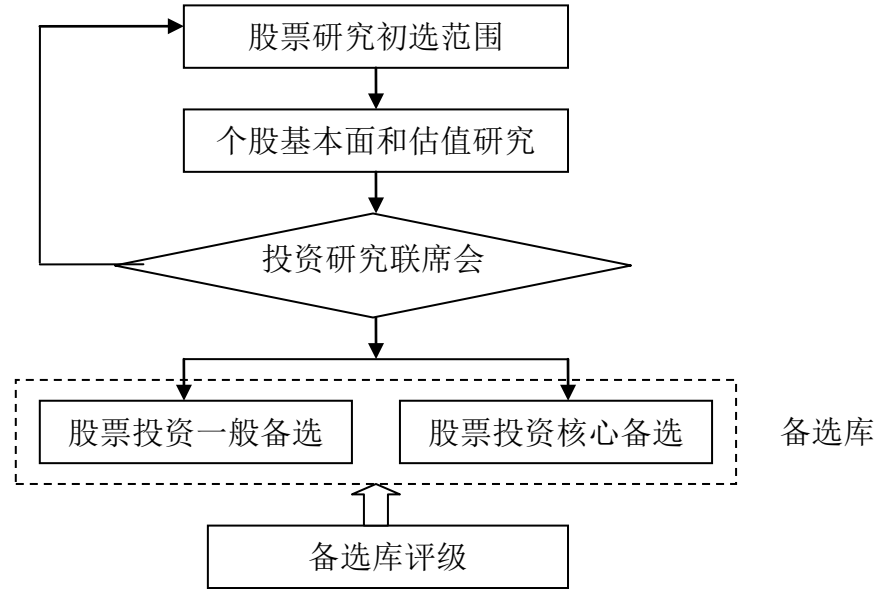 股票研究初选范围
个股基本面和估值研究
投资研究联席会
股票投资一般备选
股票投资核心备选
备选库
备选库评级